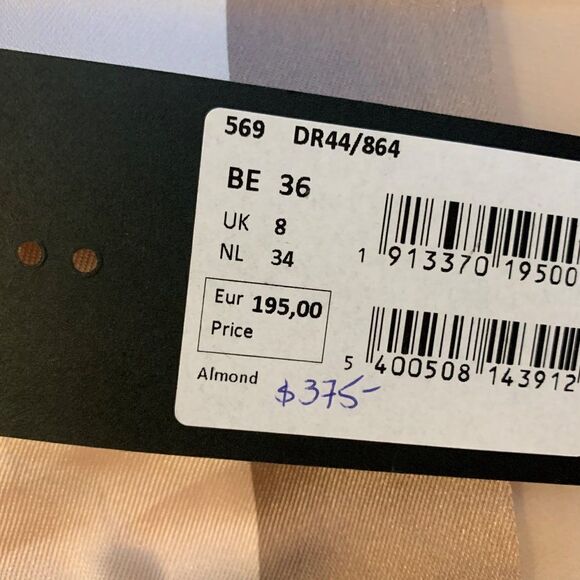 569 DR44/864
BE 36
UK 8
NL 34
1 913370 19500
Eur 195,00
Price
5 400508 143912
Almond
$375-